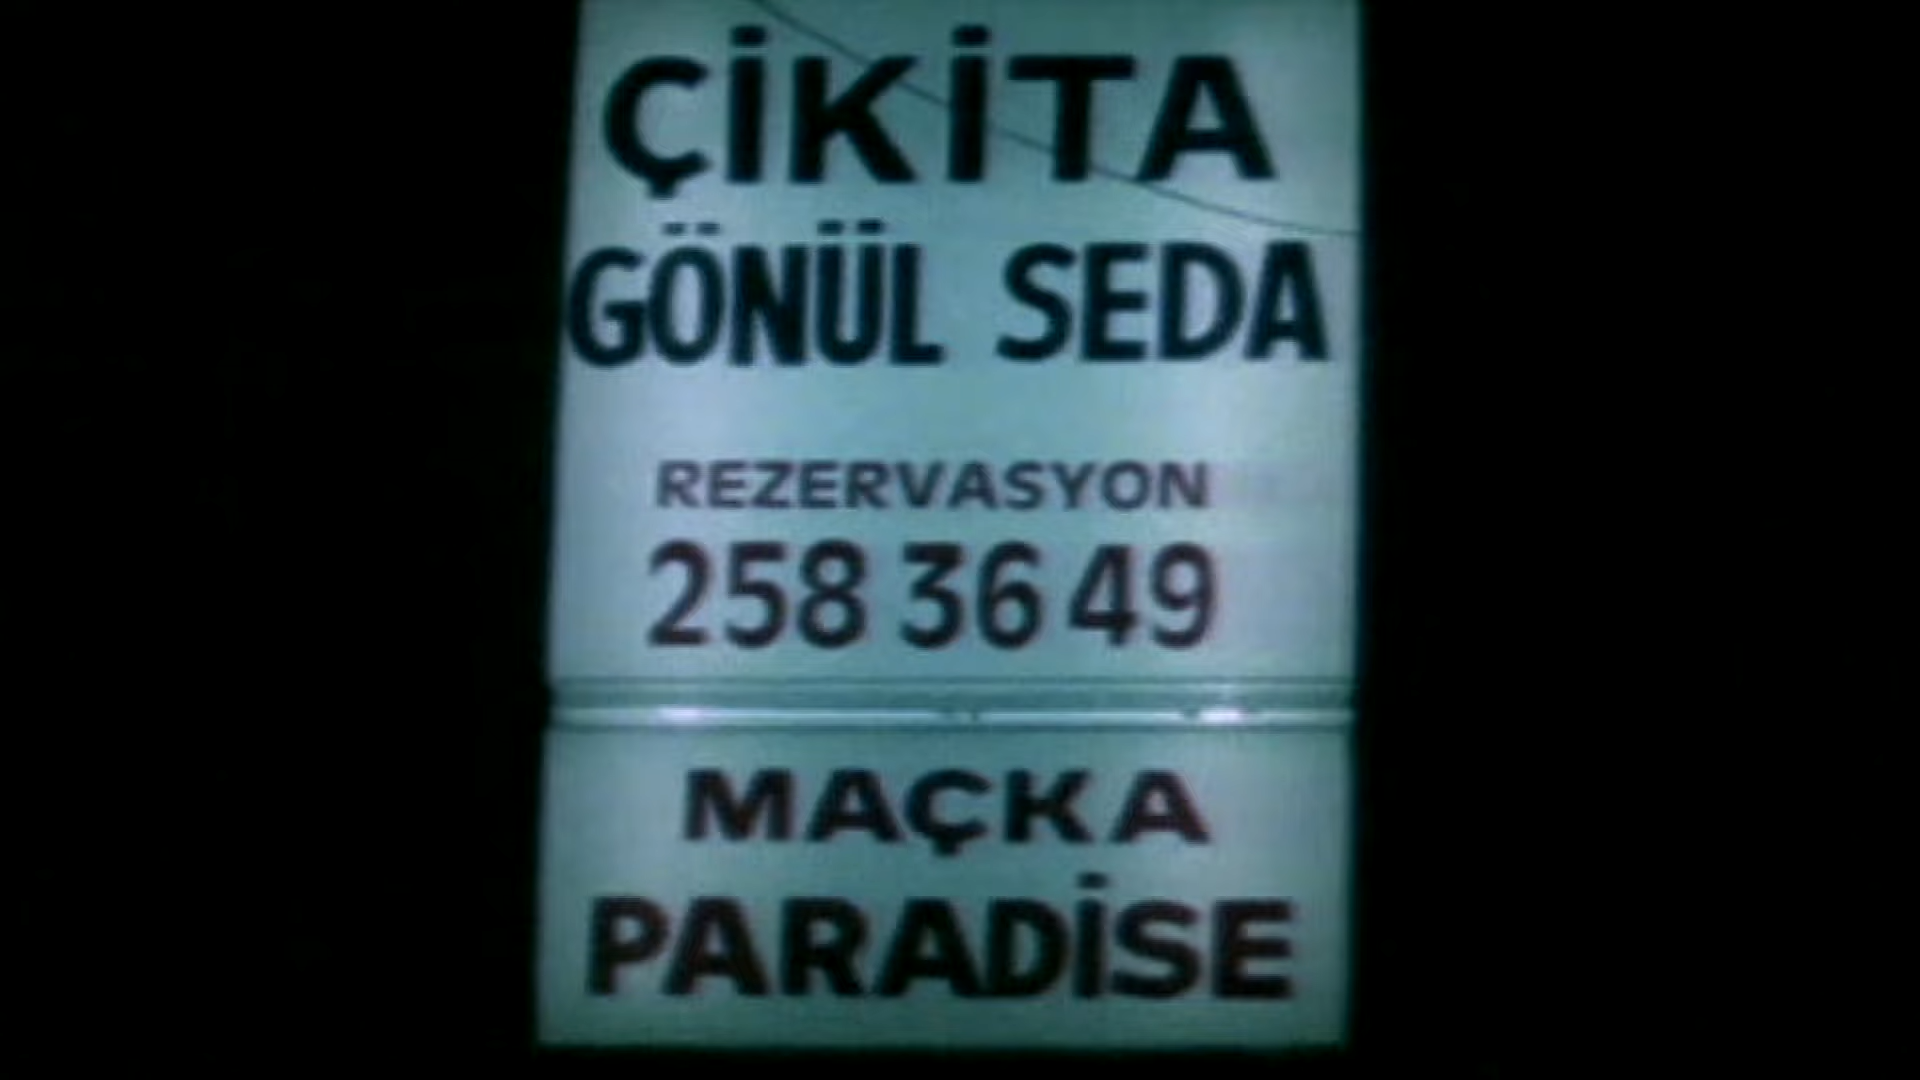 ÇİKİTA
GÖNÜL SEDA
REZERVASYON
258 36 49
MAÇKA
PARADİSE